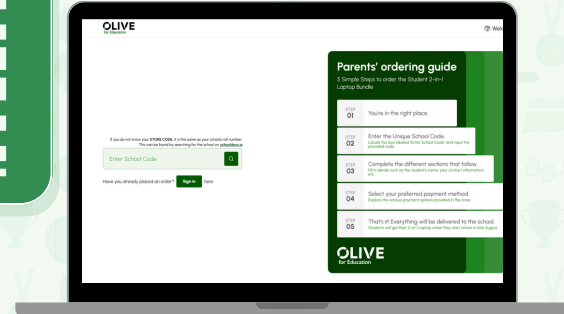 OLIVE
for Education
Welc
If you do not know your STORE CODE, it is the same as your schools roll number.
This can be found by searching for the school on schooldays.ie
Enter School Code
Have you already placed an order? Sign in here.
Parents' ordering guide
5 Simple Steps to order the Student 2-in-1
Laptop Bundle
STEP
01
You're in the right place.
STEP
02
Enter the Unique School Code.
Locate the box labeled "Enter School Code" and input the
provided code.
STEP
03
Complete the different sections that follow.
Fill in details such as the student's name, your contact information
etc
STEP
04
Select your preferred payment method.
Explore the various payment options provided in the store.
STEP
05
That's it! Everything will be delivered to the school.
Students will get their 2-in-1 Laptop when they start school in late August
OLIVE
for Education